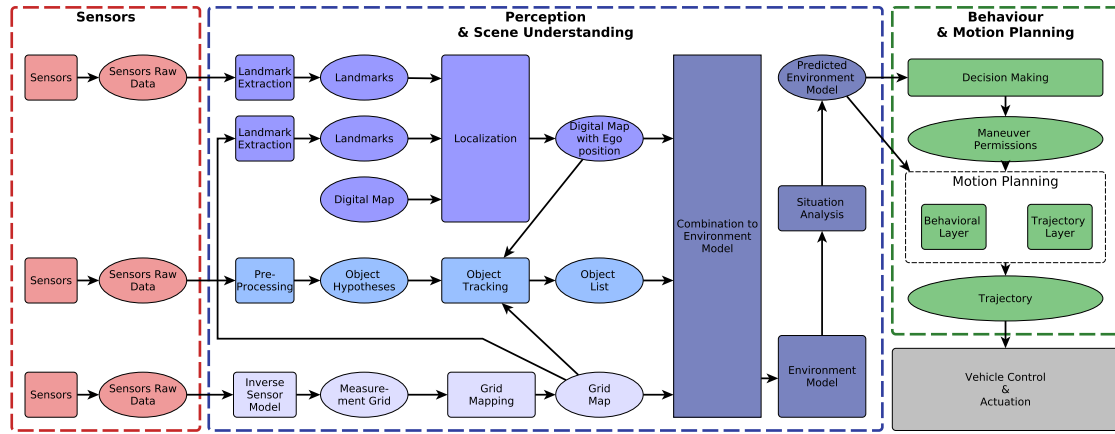 Sensors
Perception
& Scene Understanding
Behaviour
& Motion Planning
Sensors
Sensors Raw
Data
Landmark
Extraction
Landmarks
Landmark
Extraction
Landmarks
Digital Map
Localization
Digital Map
with Ego
position
Sensors
Sensors Raw
Data
Pre-
Processing
Object
Hypotheses
Object
Tracking
Object
List
Sensors
Sensors Raw
Data
Inverse
Sensor
Model
Measure-
ment Grid
Grid
Mapping
Grid
Map
Combination to
Environment
Model
Predicted
Environment
Model
Situation
Analysis
Environment
Model
Decision Making
Maneuver
Permissions
Motion Planning
Behavioral
Layer
Trajectory
Layer
Trajectory
Vehicle Control
&
Actuation